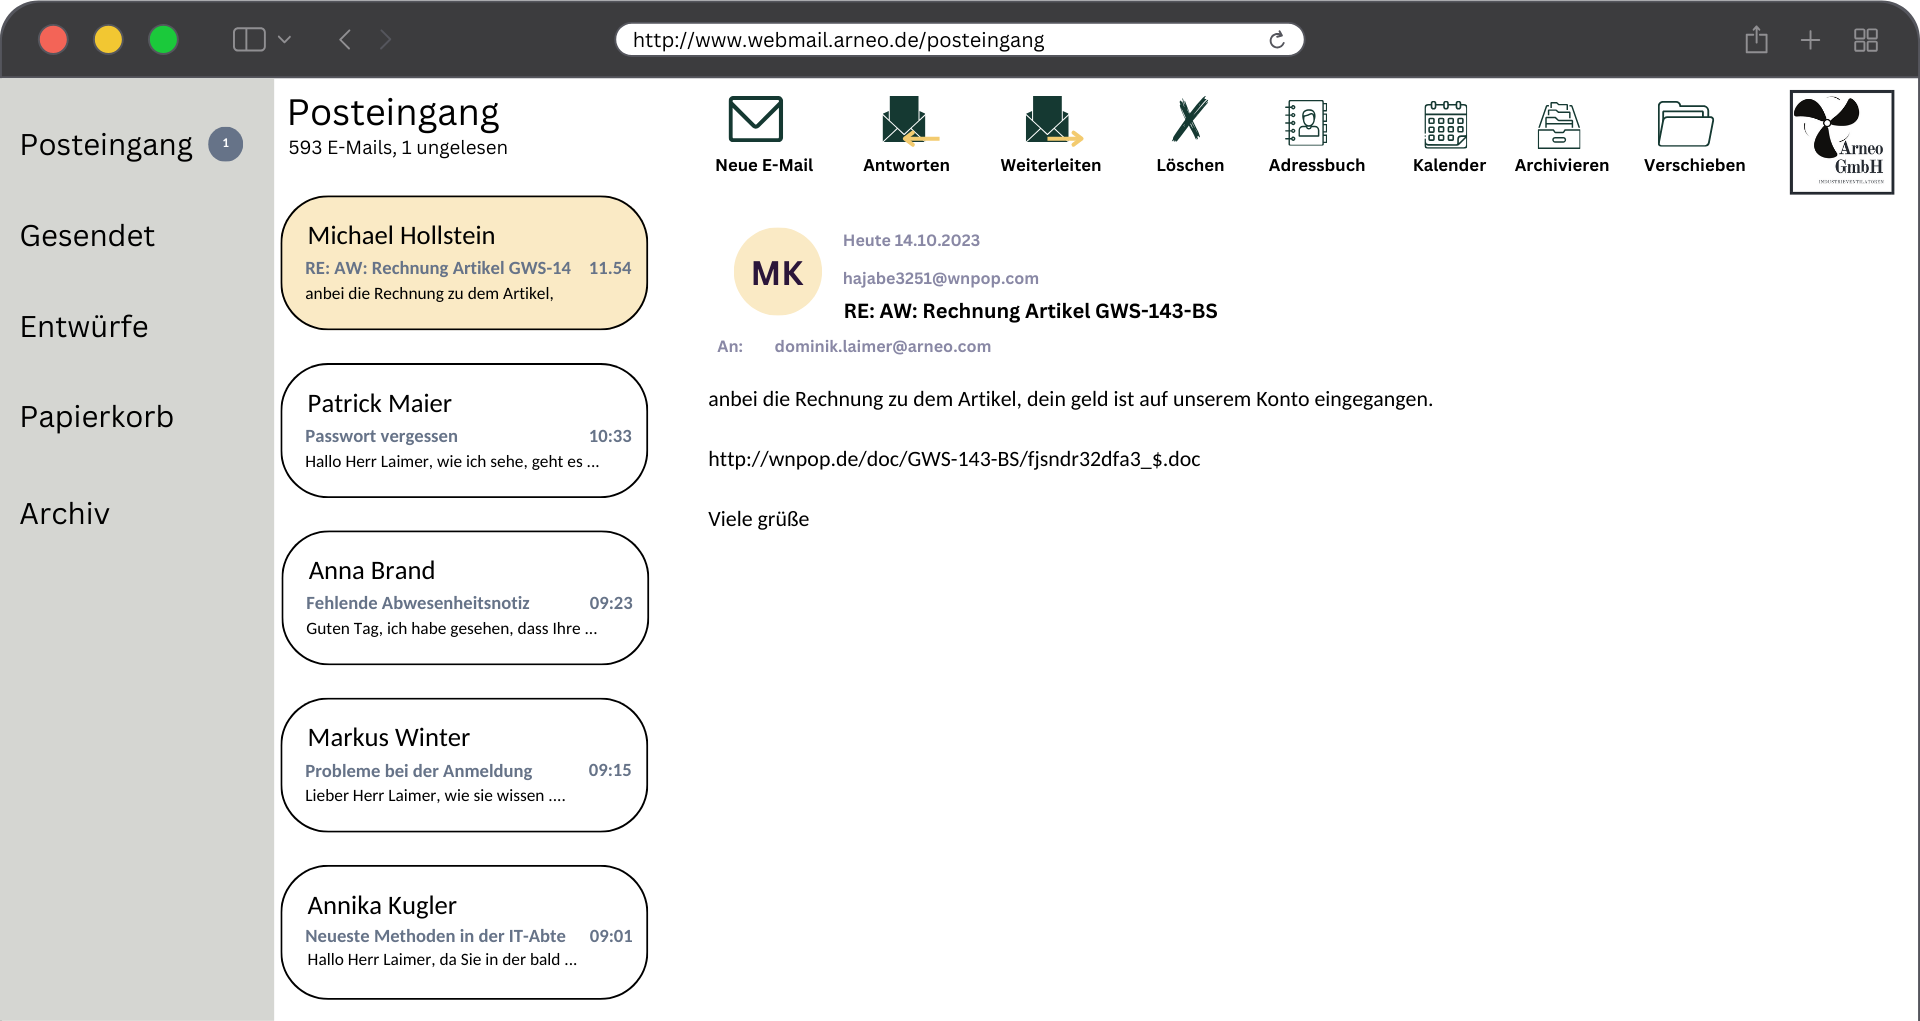 http://www.webmail.arneo.de/posteingang
Posteingang 1
Gesendet
Entwürfe
Papierkorb
Archiv
Posteingang
593 E-Mails, 1 ungelesen
Michael Hollstein
RE: AW: Rechnung Artikel GWS-14 11.54
anbei die Rechnung zu dem Artikel,
Patrick Maier
Passwort vergessen 10:33
Hallo Herr Laimer, wie ich sehe, geht es ...
Anna Brand
Fehlende Abwesenheitsnotiz 09:23
Guten Tag, ich habe gesehen, dass Ihre ...
Markus Winter
Probleme bei der Anmeldung 09:15
Lieber Herr Laimer, wie sie wissen ....
Annika Kugler
Neueste Methoden in der IT-Abte 09:01
Hallo Herr Laimer, da Sie in der bald ...
Neue E-Mail Antworten Weiterleiten Löschen Adressbuch Kalender Archivieren Verschieben
Arneo
GmbH
INDUSTRIEVENTILATOREN
MK
Heute 14.10.2023
hajabe3251@wnpop.com
RE: AW: Rechnung Artikel GWS-143-BS
An: dominik.laimer@arneo.com
anbei die Rechnung zu dem Artikel, dein geld ist auf unserem Konto eingegangen.
http://wnpop.de/doc/GWS-143-BS/fjsndr32dfa3_$.doc
Viele grüße